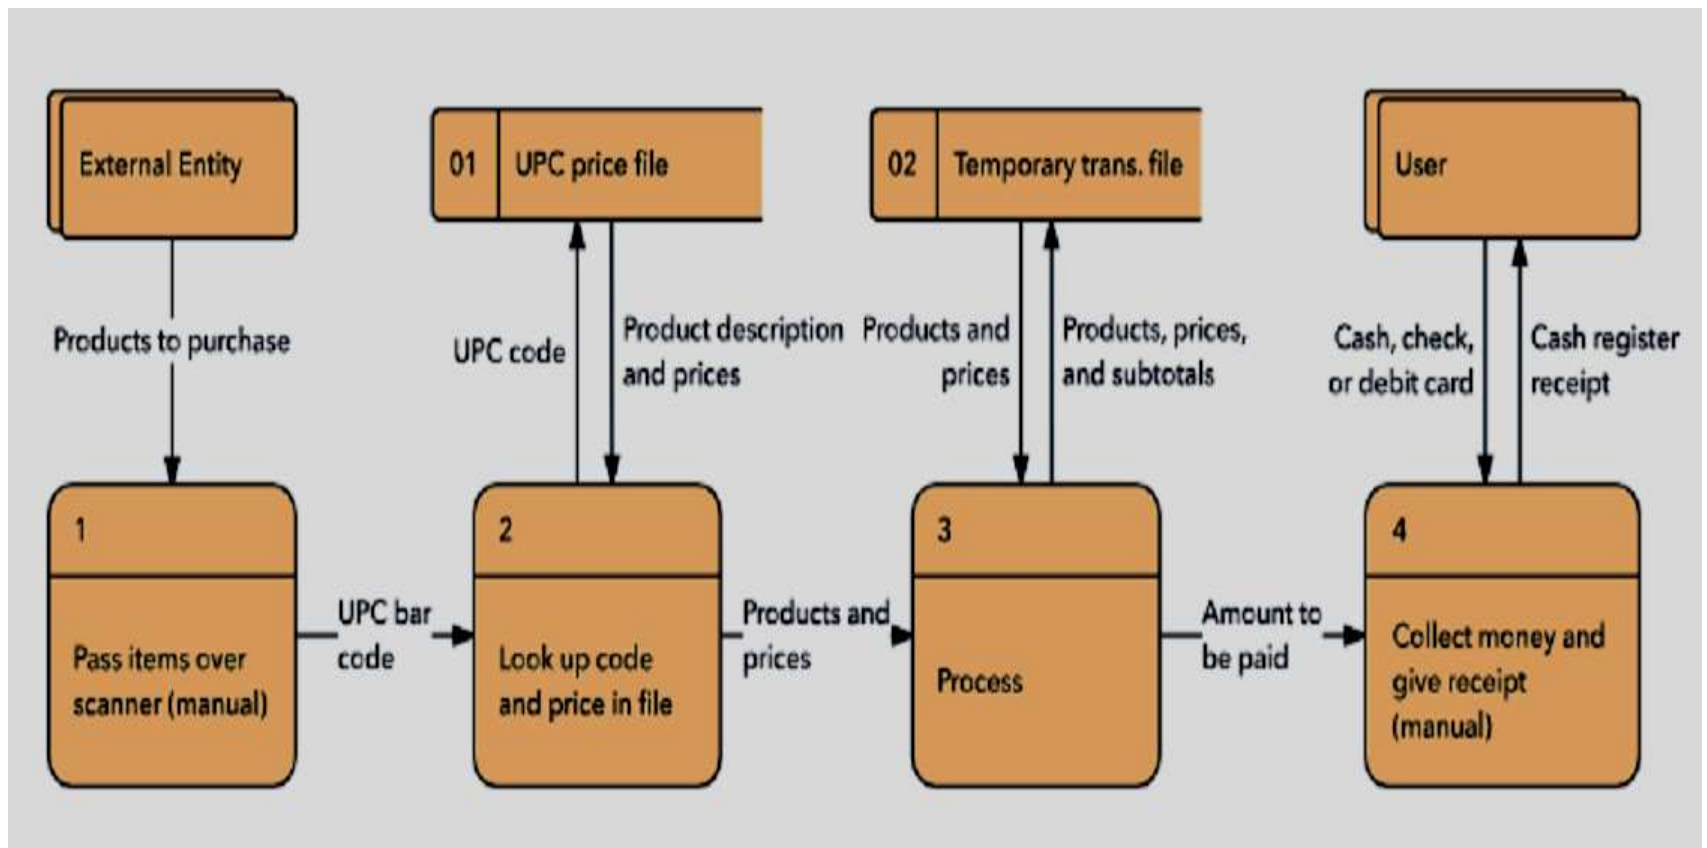 External Entity
01
UPC price file
02
Temporary trans. file
User
Products to purchase
UPC code
Product description
and prices
Products and
prices
Products, prices,
and subtotals
Cash, check,
or debit card
Cash register
receipt
1
Pass items over
scanner (manual)
UPC bar
code
2
Look up code
and price in file
Products and
prices
3
Process
Amount to
be paid
4
Collect money and
give receipt
(manual)